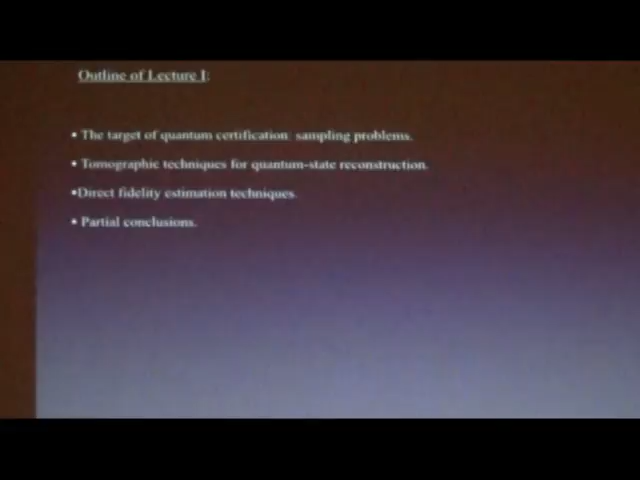 Outline of Lecture I:
• The target of quantum certification: sampling problems.
• Tomographic techniques for quantum-state reconstruction.
•Direct fidelity estimation techniques.
• Partial conclusions.